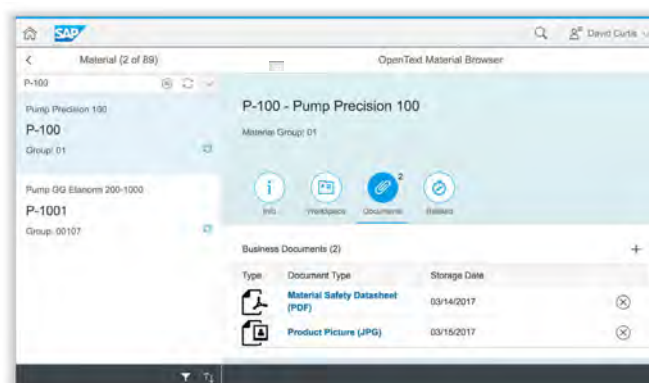 SAP
David Curtis
Material (2 of 89)
OpenText Material Browser
P-100
Pump Precision 100
P-100
Group: 01
Pump GG Etanorm 200-1000
P-1001
Group: 00107
P-100 - Pump Precision 100
Material Group: 01
2
Info
Workspace
Documents
Related
Business Documents (2)
Type
Document Type
Storage Date
Material Safety Datasheet
(PDF)
03/14/2017
Product Picture (JPG)
03/15/2017